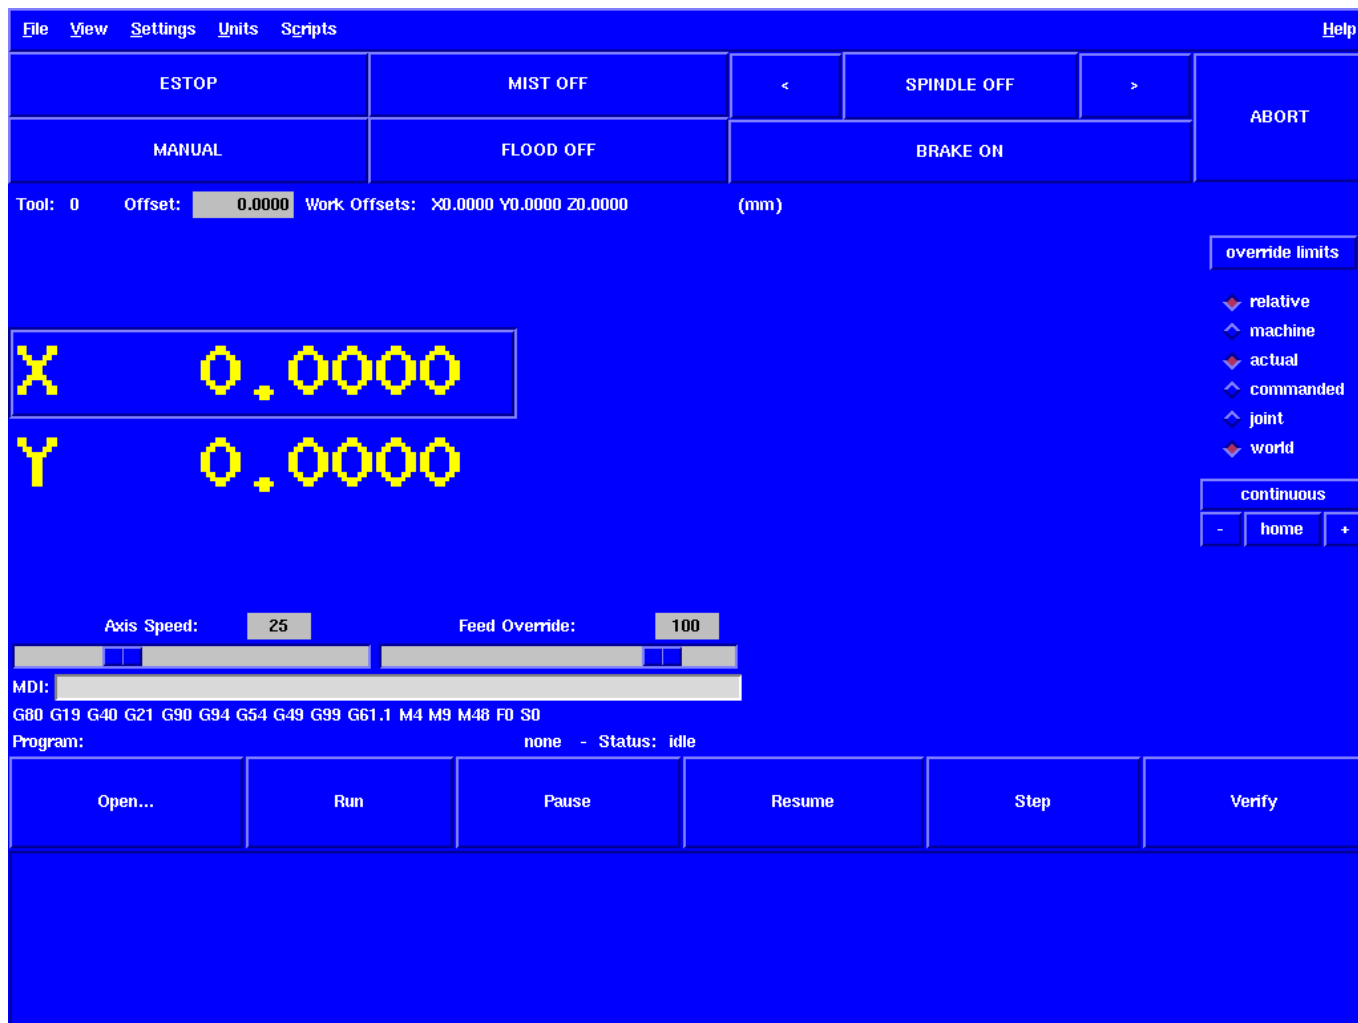 File View Settings Units Scripts Help
ESTOP MIST OFF < SPINDLE OFF > ABORT
MANUAL FLOOD OFF BRAKE ON
Tool: 0 Offset: 0.0000 Work Offsets: X0.0000 Y0.0000 Z0.0000 (mm)
override limits
relative
machine
actual
commanded
joint
world
X 0.0000
Y 0.0000
continuous
- home +
Axis Speed: 25 Feed Override: 100
MDI:
G80 G19 G40 G21 G90 G94 G54 G49 G99 G61.1 M4 M9 M48 F0 S0
Program: none - Status: idle
Open... Run Pause Resume Step Verify